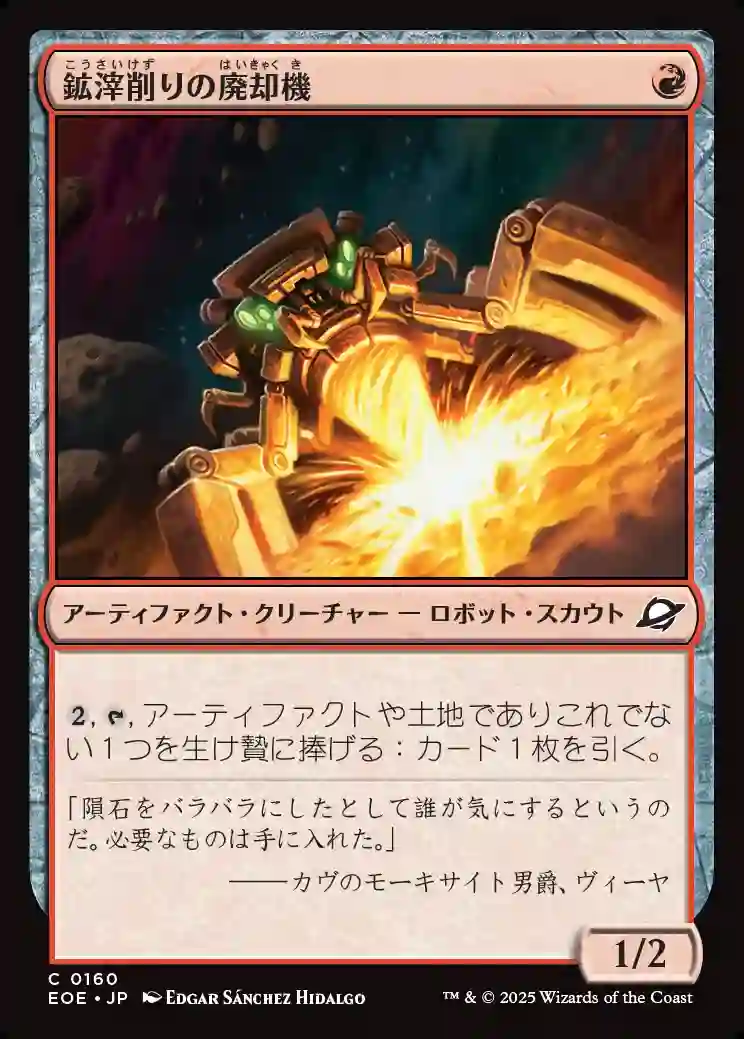 鉱滓削りの廃却機
こうさいけず はいきゃく き
アーティファクト・クリーチャー — ロボット・スカウト
2, , アーティファクトや土地でありこれでな
い1つを生け贄に捧げる:カード1枚を引く。
「隕石をバラバラにしたとして誰が気にするというの
だ。必要なものは手に入れた。」
――カヴのモーキサイト男爵、ヴィーヤ
1/2
C 0160
EOE • JP Edgar Sánchez Hidalgo
™ & © 2025 Wizards of the Coast